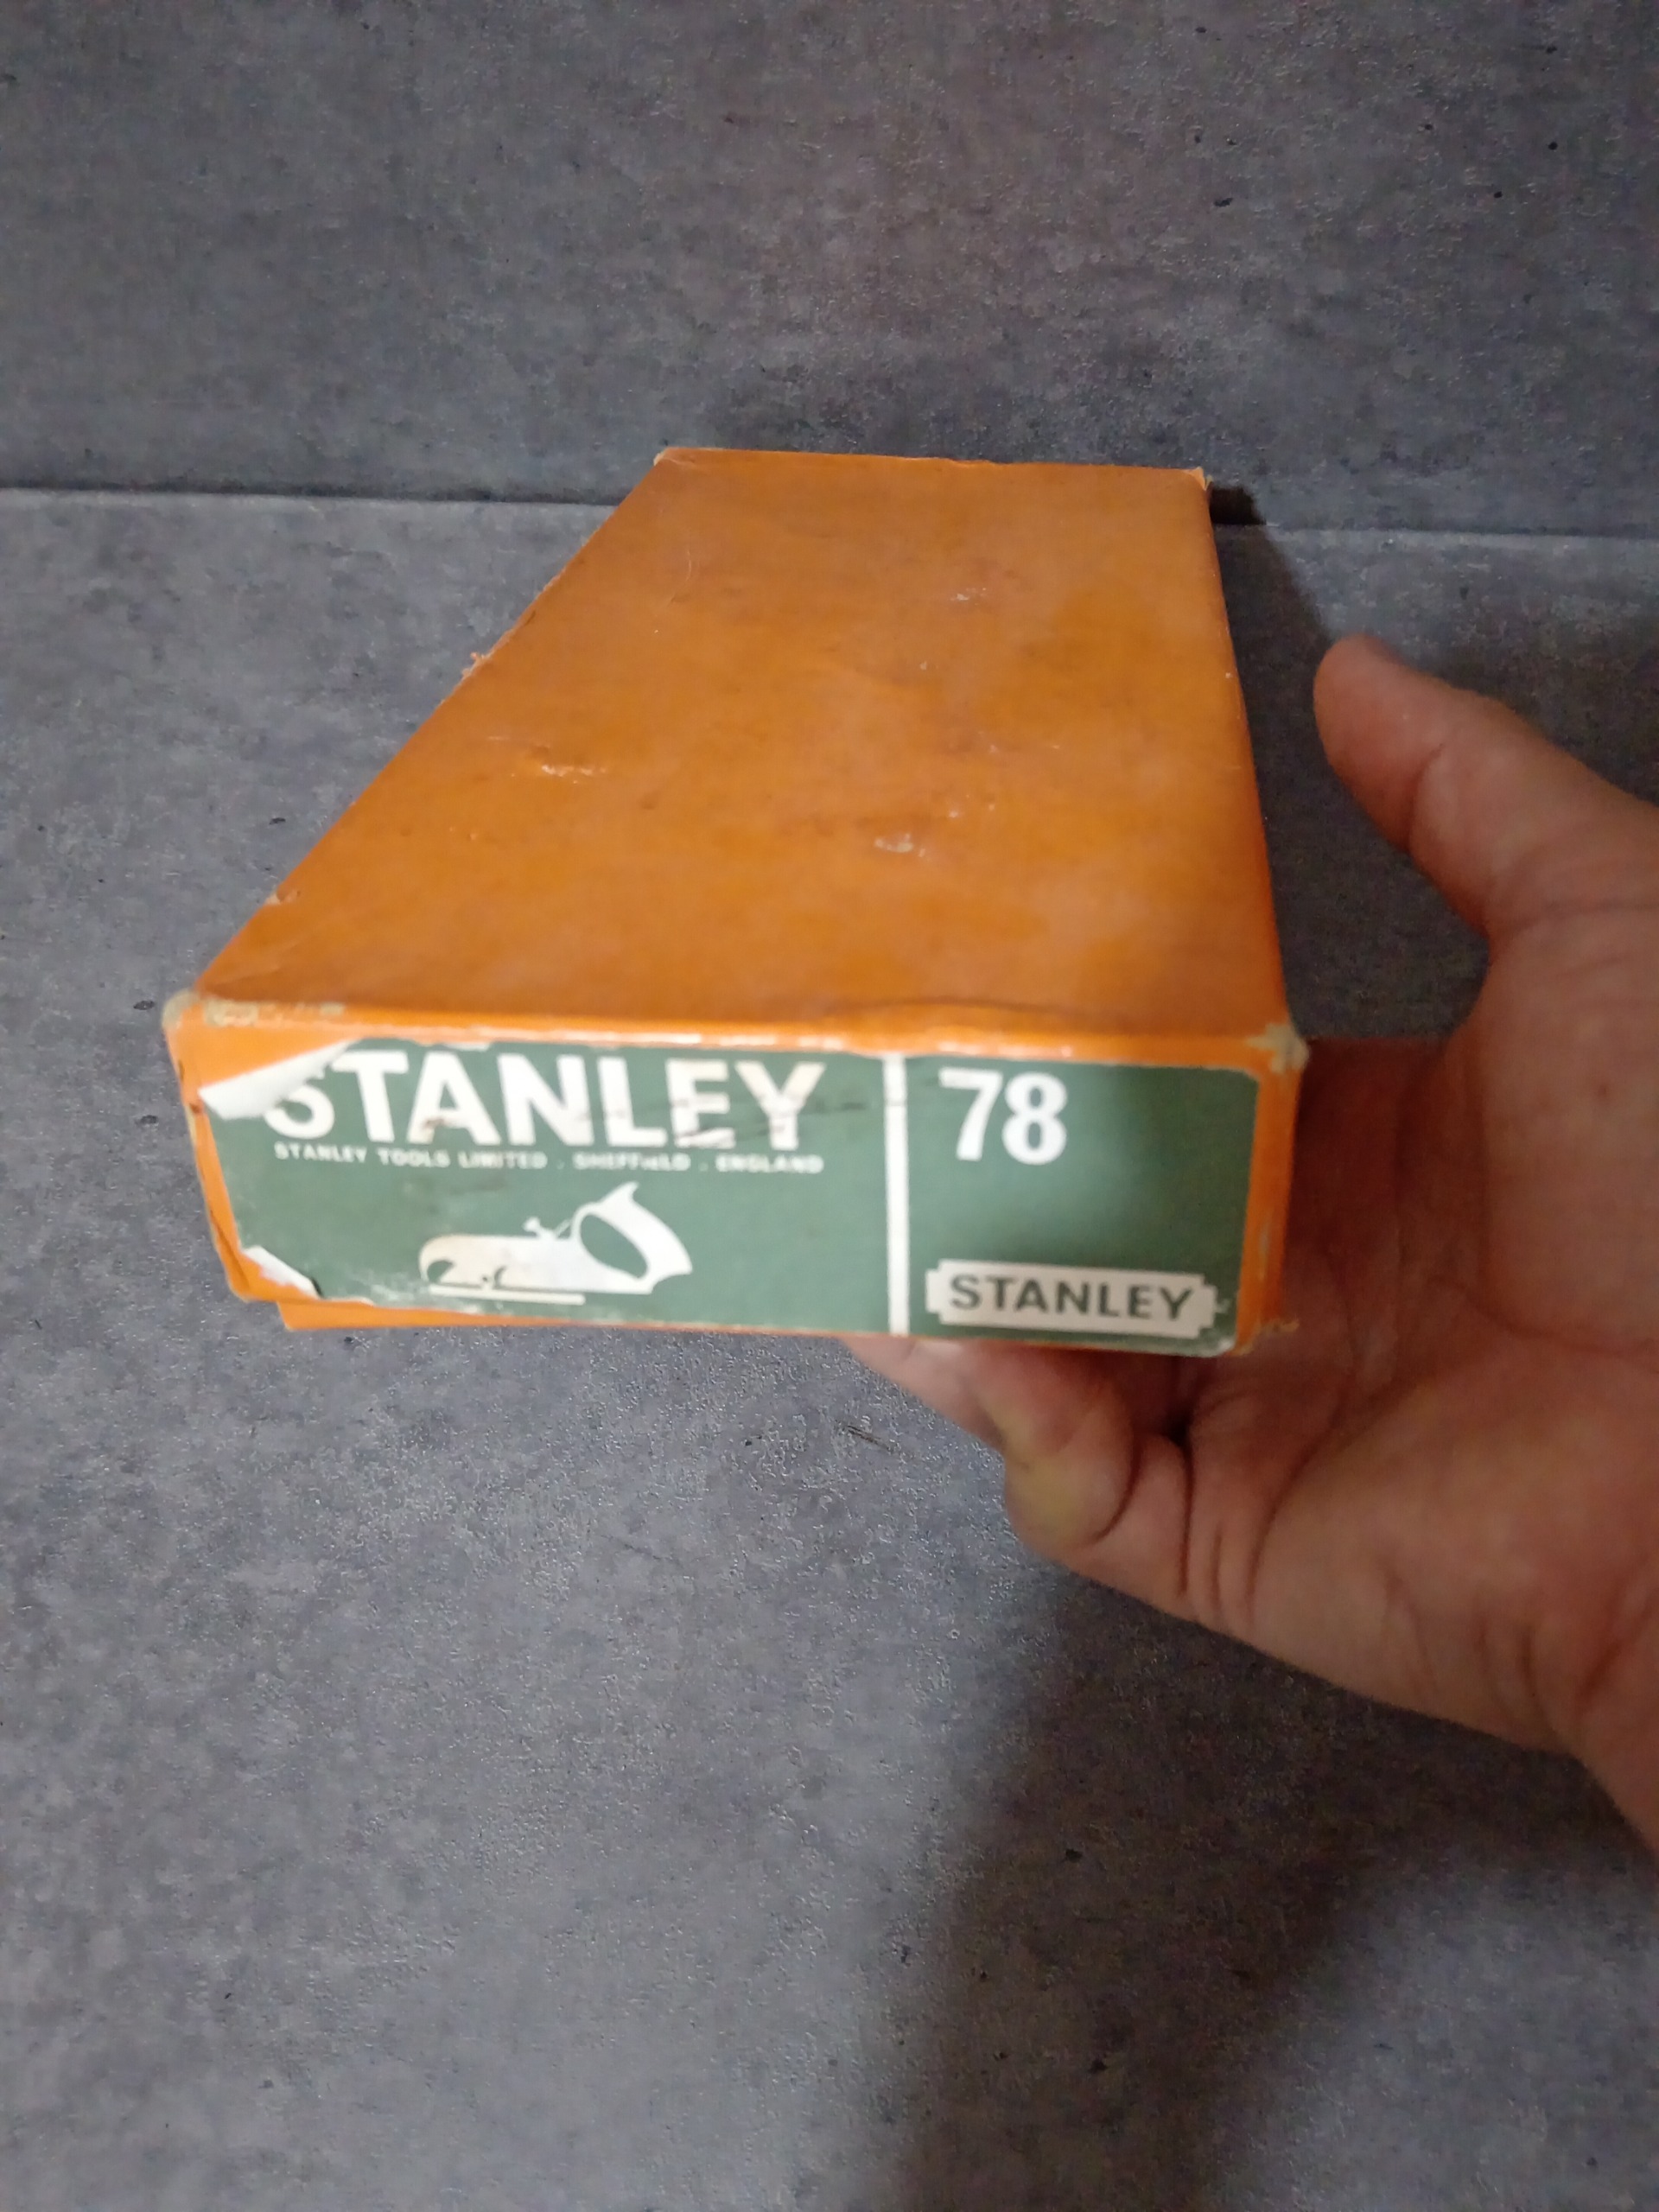 STANLEY
STANLEY TOOLS LIMITED . SHEFFIELD . ENGLAND
78
STANLEY